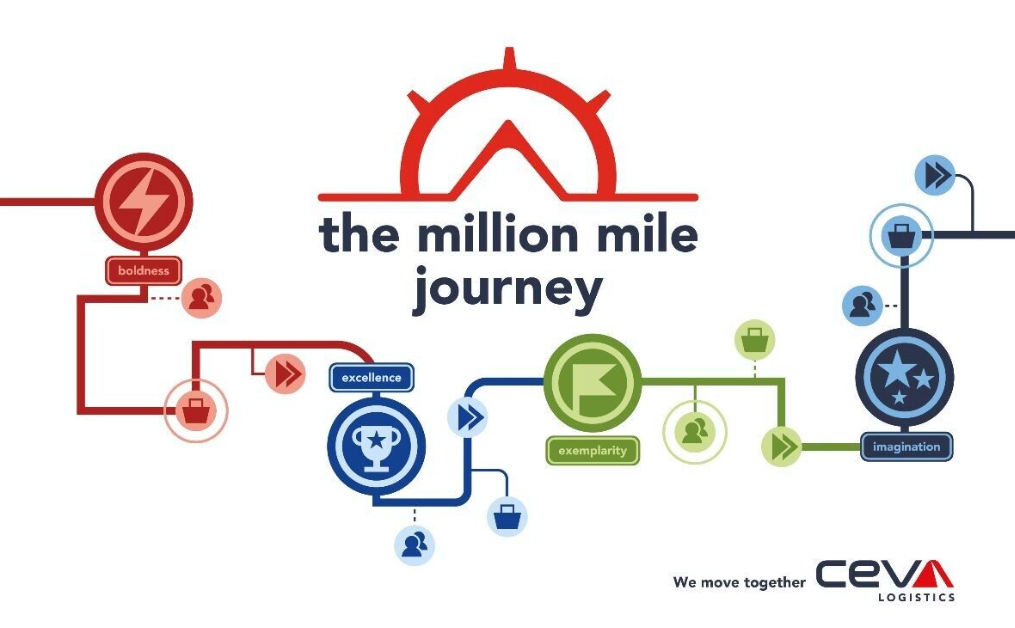 the million mile
journey
boldness
excellence
exemplarity
imagination
We move together
CEVA
LOGISTICS